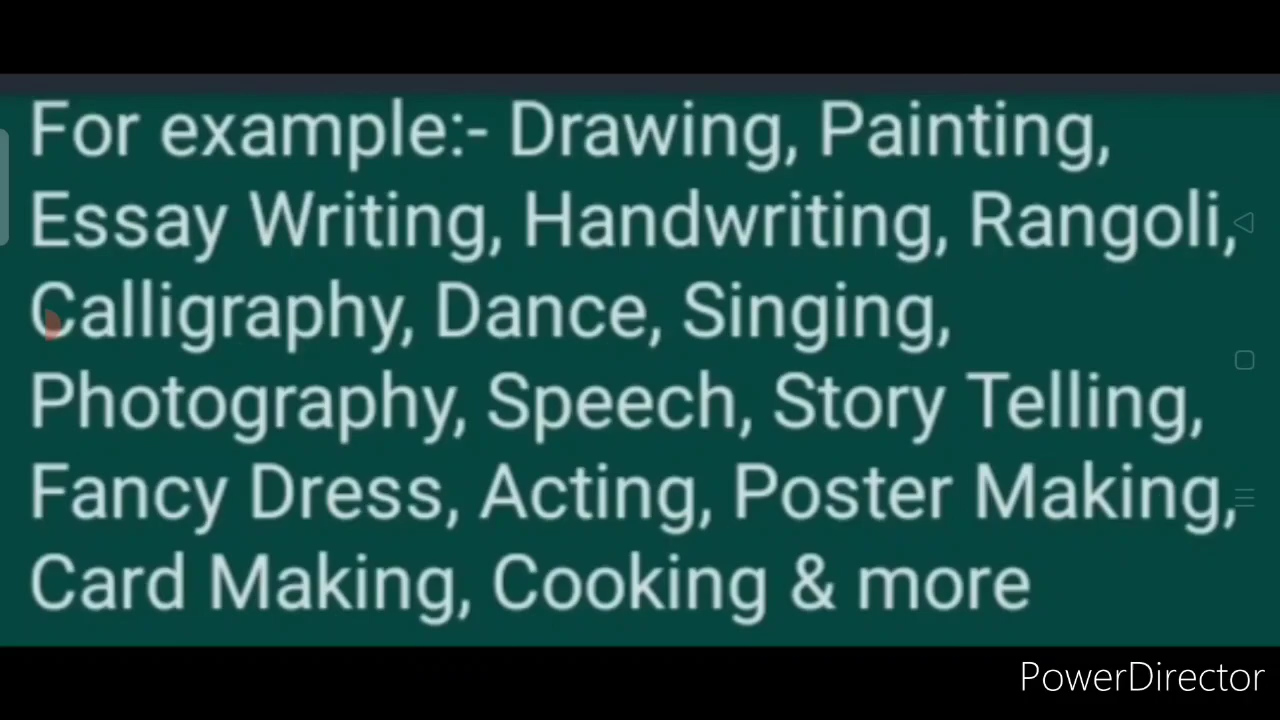 For example:- Drawing, Painting,
Essay Writing, Handwriting, Rangoli,
Calligraphy, Dance, Singing,
Photography, Speech, Story Telling,
Fancy Dress, Acting, Poster Making,
Card Making, Cooking & more
PowerDirector